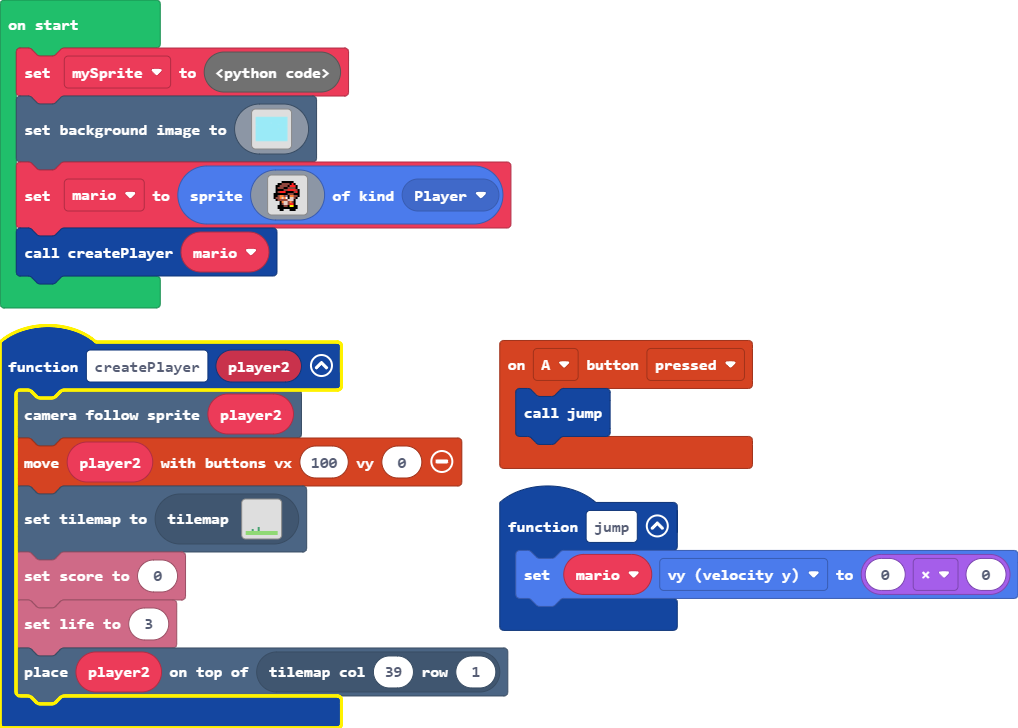 on start
set mySprite to <python code>
set background image to
set mario to sprite of kind Player
call createPlayer mario
function createPlayer player2
camera follow sprite player2
move player2 with buttons vx 100 vy 0
set tilemap to tilemap
set score to 0
set life to 3
place player2 on top of tilemap col 39 row 1
on A button pressed
call jump
function jump
set mario vy (velocity y) to 0 × 0